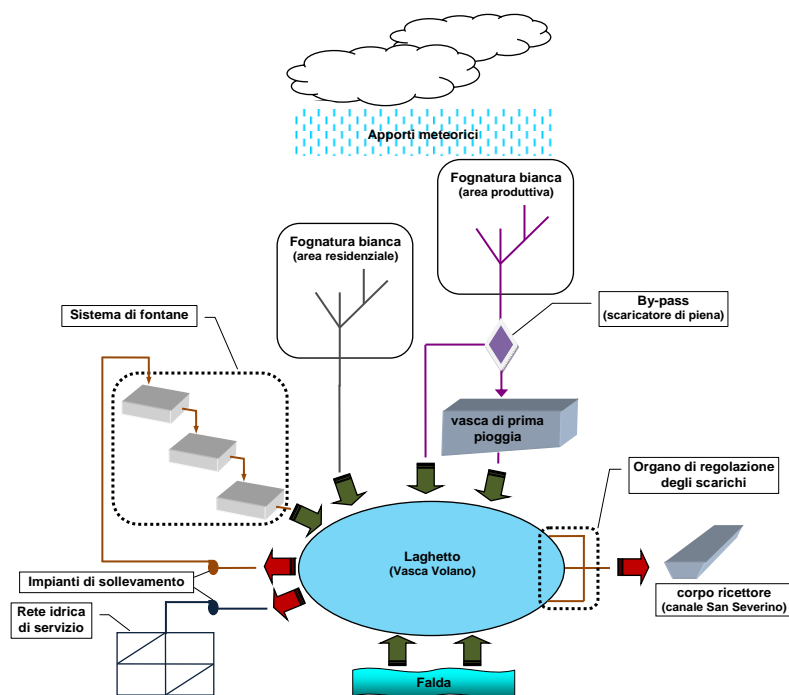 Apporti meteorici
Fognatura bianca
(area produttiva)
Fognatura bianca
(area residenziale)
By-pass
(scaricatore di piena)
Sistema di fontane
vasca di prima
pioggia
Organo di regolazione
degli scarichi
Laghetto
(Vasca Volano)
Impianti di sollevamento
corpo ricettore
(canale San Severino)
Rete idrica
di servizio
Falda